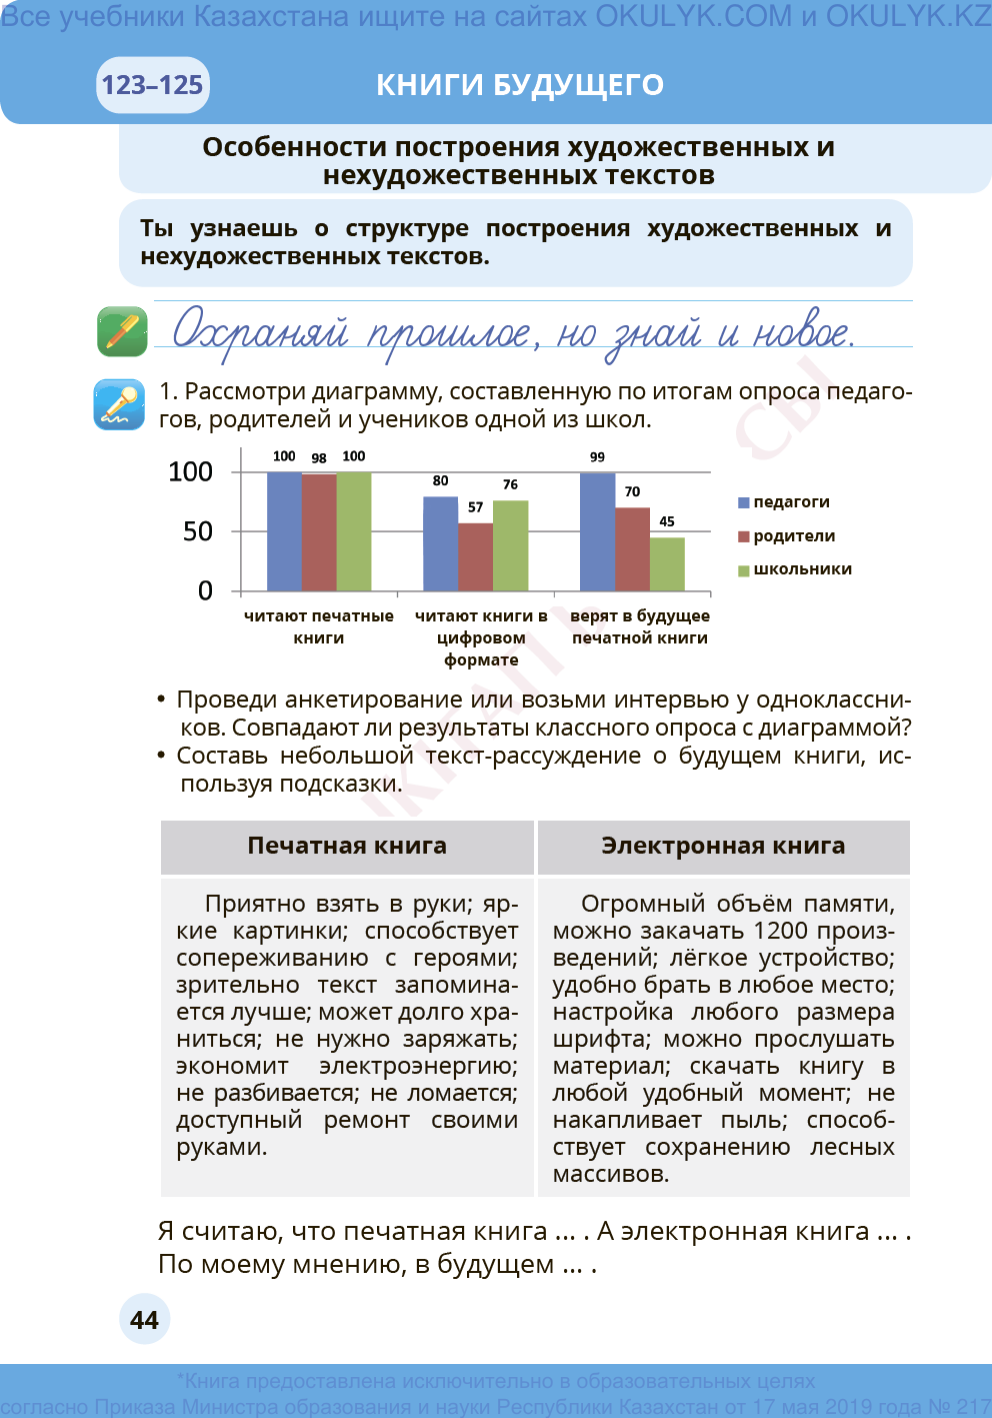 Все учебники Казахстана ищите на сайтах OKULYK.COM и OKULYK.KZ
123–125
КНИГИ БУДУЩЕГО
Особенности построения художественных и
нехудожественных текстов
Ты узнаешь о структуре построения художественных и
нехудожественных текстов.
Охраняй прошлое, но знай и новое.
1. Рассмотри диаграмму, составленную по итогам опроса педаго-
гов, родителей и учеников одной из школ.
100 98 100
80 57 76
99 70 45
100
50
0
педагоги
родители
школьники
читают печатные
книги
читают книги в
цифровом
формате
верят в будущее
печатной книги
• Проведи анкетирование или возьми интервью у одноклассни-
ков. Совпадают ли результаты классного опроса с диаграммой?
• Составь небольшой текст-рассуждение о будущем книги, ис-
пользуя подсказки.
Печатная книга
Приятно взять в руки; яр-
кие картинки; способствует
сопереживанию с героями;
зрительно текст запомина-
ется лучше; может долго хра-
ниться; не нужно заряжать;
экономит электроэнергию;
не разбивается; не ломается;
доступный ремонт своими
руками.
Электронная книга
Огромный объём памяти,
можно закачать 1200 произ-
ведений; лёгкое устройство;
удобно брать в любое место;
настройка любого размера
шрифта; можно прослушать
материал; скачать книгу в
любой удобный момент; не
накапливает пыль; способ-
ствует сохранению лесных
массивов.
Я считаю, что печатная книга ... . А электронная книга ... .
По моему мнению, в будущем ... .
44
*Книга предоставлена исключительно в образовательных целях
согласно Приказа Министра образования и науки Республики Казахстан от 17 мая 2019 года № 217